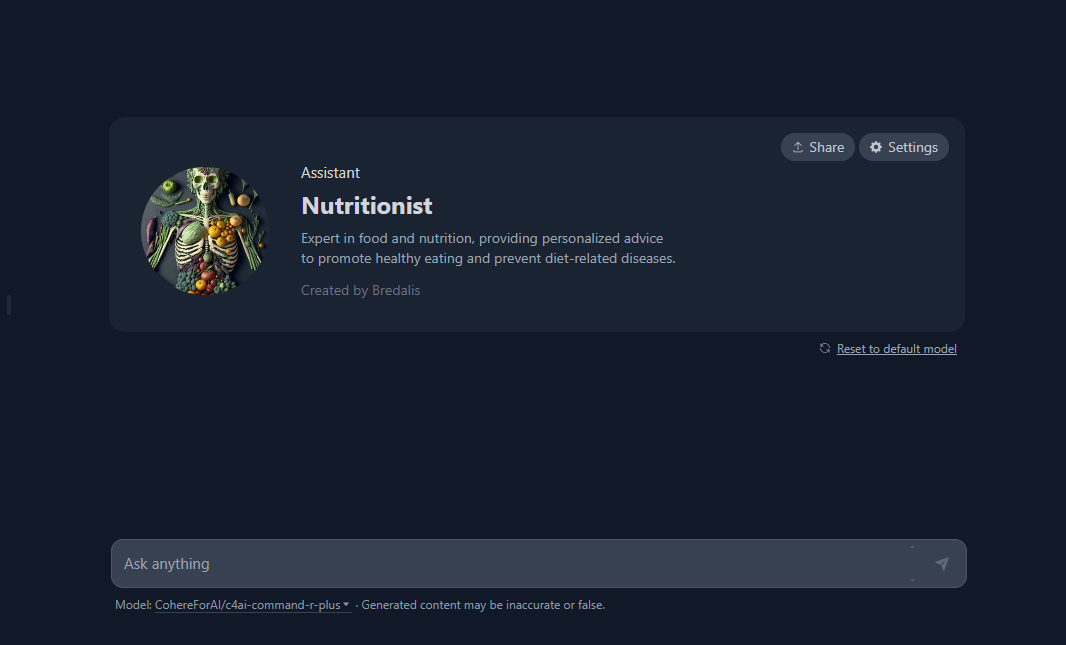 Share
Settings
Assistant
Nutritionist
Expert in food and nutrition, providing personalized advice
to promote healthy eating and prevent diet-related diseases.
Created by Bredalis
Reset to default model
Ask anything
Model: CohereForAI/c4ai-command-r-plus · Generated content may be inaccurate or false.